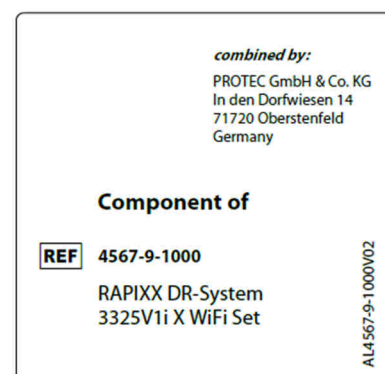 combined by:
PROTEC GmbH & Co. KG
In den Dorfwiesen 14
71720 Oberstenfeld
Germany
Component of
REF 4567-9-1000
RAPIXX DR-System
3325V1i X WiFi Set
AL4567-9-1000V02